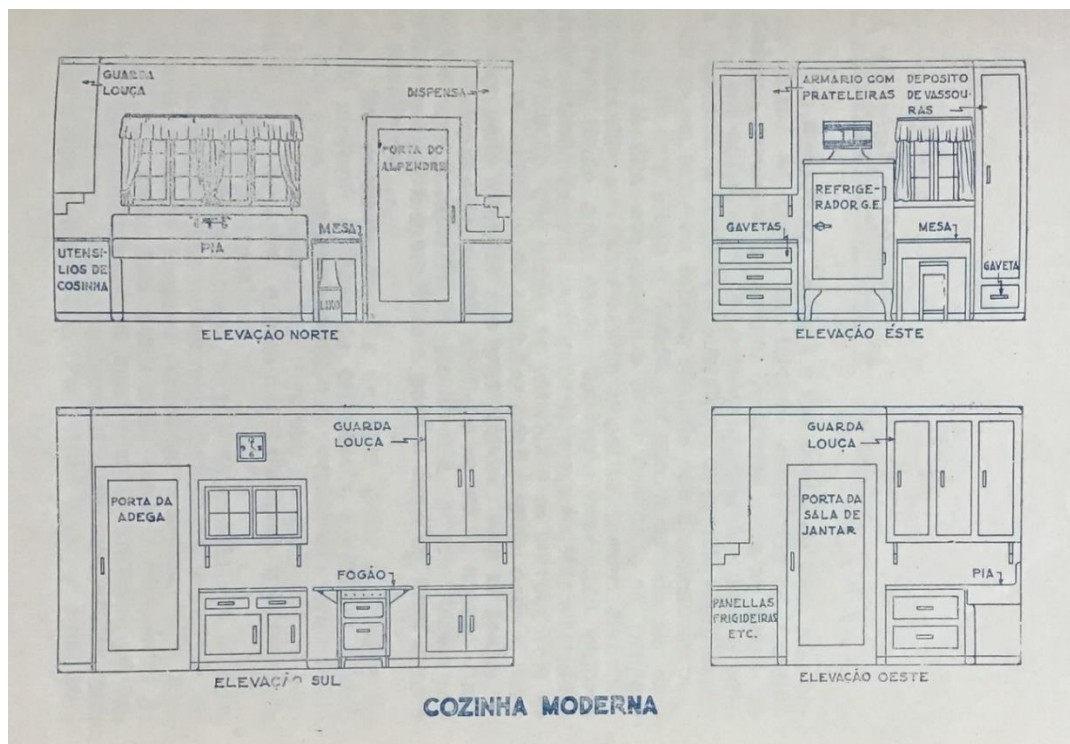 GUARDA
LOUÇA
DISPENSA
PORTA DO
ALPENDRE
MESA
PIA
UTENSI-
LIOS DE
COSINHA
LIXO
ELEVAÇÃO NORTE
ARMARIO COM
PRATELEIRAS
DEPOSITO
DE VASSOU-
RAS
REFRIGE-
RADOR G.E.
GAVETAS
MESA
GAVETA
ELEVAÇÃO ÉSTE
GUARDA
LOUÇA
PORTA DA
ADEGA
FOGÃO
ELEVAÇÃO SUL
GUARDA
LOUÇA
PORTA DA
SALA DE
JANTAR
PIA
PANELLAS
FRIGIDEIRAS
ETC.
ELEVAÇÃO OESTE
COZINHA MODERNA